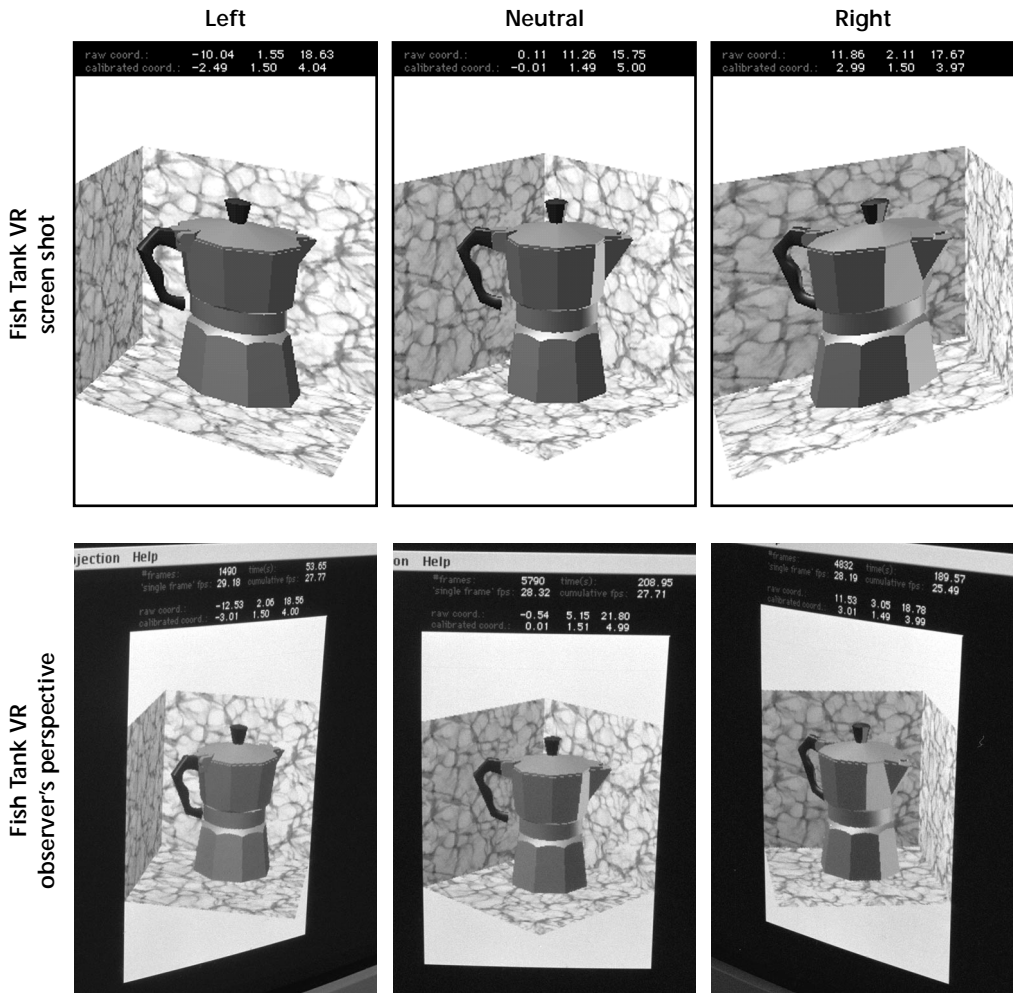 Left
Neutral
Right
raw coord.: −10.04 1.55 18.63
calibrated coord.: −2.49 1.50 4.04
raw coord.: 0.11 11.26 15.75
calibrated coord.: −0.01 1.49 5.00
raw coord.: 11.86 2.11 17.67
calibrated coord.: 2.99 1.50 3.97
Fish Tank VR
screen shot
jection Help
#frames: 1490 time(s): 53.65
'single frame' fps: 29.18 cumulative fps: 27.77
raw coord.: −12.53 2.06 18.56
calibrated coord.: −3.01 1.50 4.00
on Help
#frames: 5790 time(s): 208.95
'single frame' fps: 28.32 cumulative fps: 27.71
raw coord.: −0.54 5.15 21.80
calibrated coord.: 0.01 1.51 4.99
#frames: 4832 time(s): 189.57
'single frame' fps: 28.19 cumulative fps: 25.49
raw coord.: 11.53 3.05 18.78
calibrated coord.: 3.01 1.49 3.99
Fish Tank VR
observer's perspective